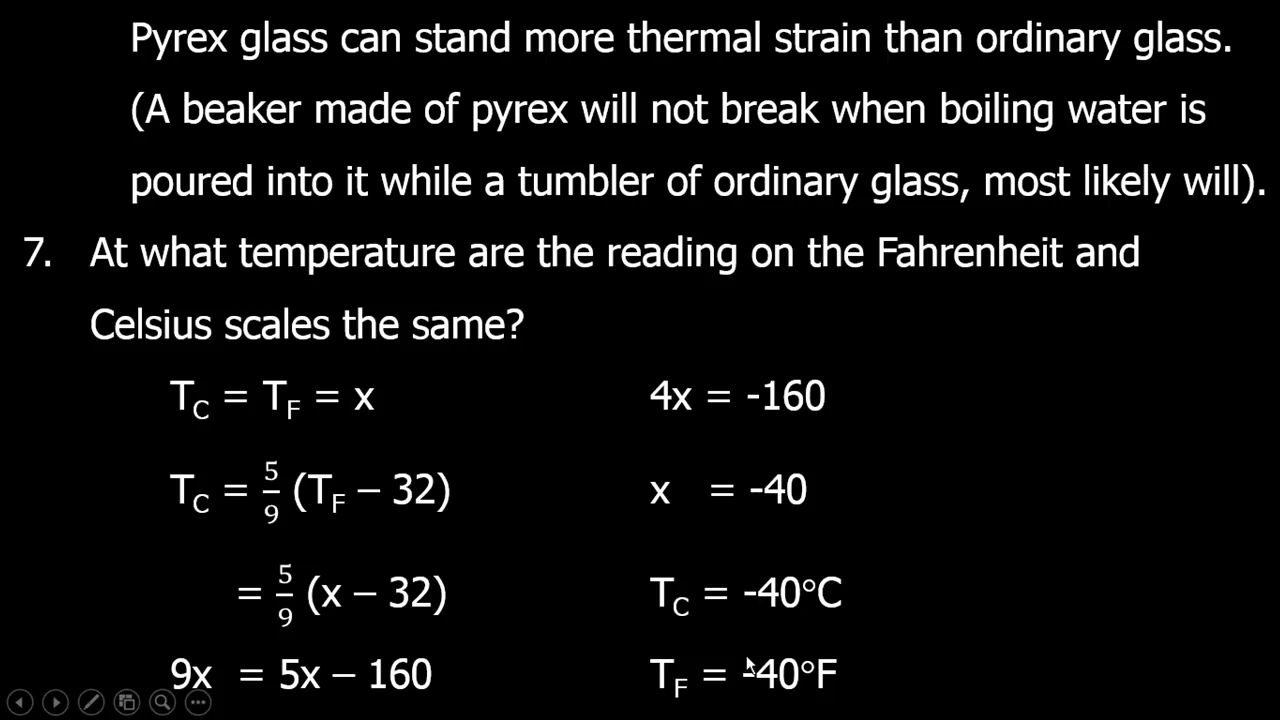 Pyrex glass can stand more thermal strain than ordinary glass.
(A beaker made of pyrex will not break when boiling water is
poured into it while a tumbler of ordinary glass, most likely will).
7. At what temperature are the reading on the Fahrenheit and
Celsius scales the same?
T_C = T_F = x
T_C = 5/9 (T_F – 32)
= 5/9 (x – 32)
9x = 5x – 160
4x = -160
x = -40
T_C = -40°C
T_F = -40°F